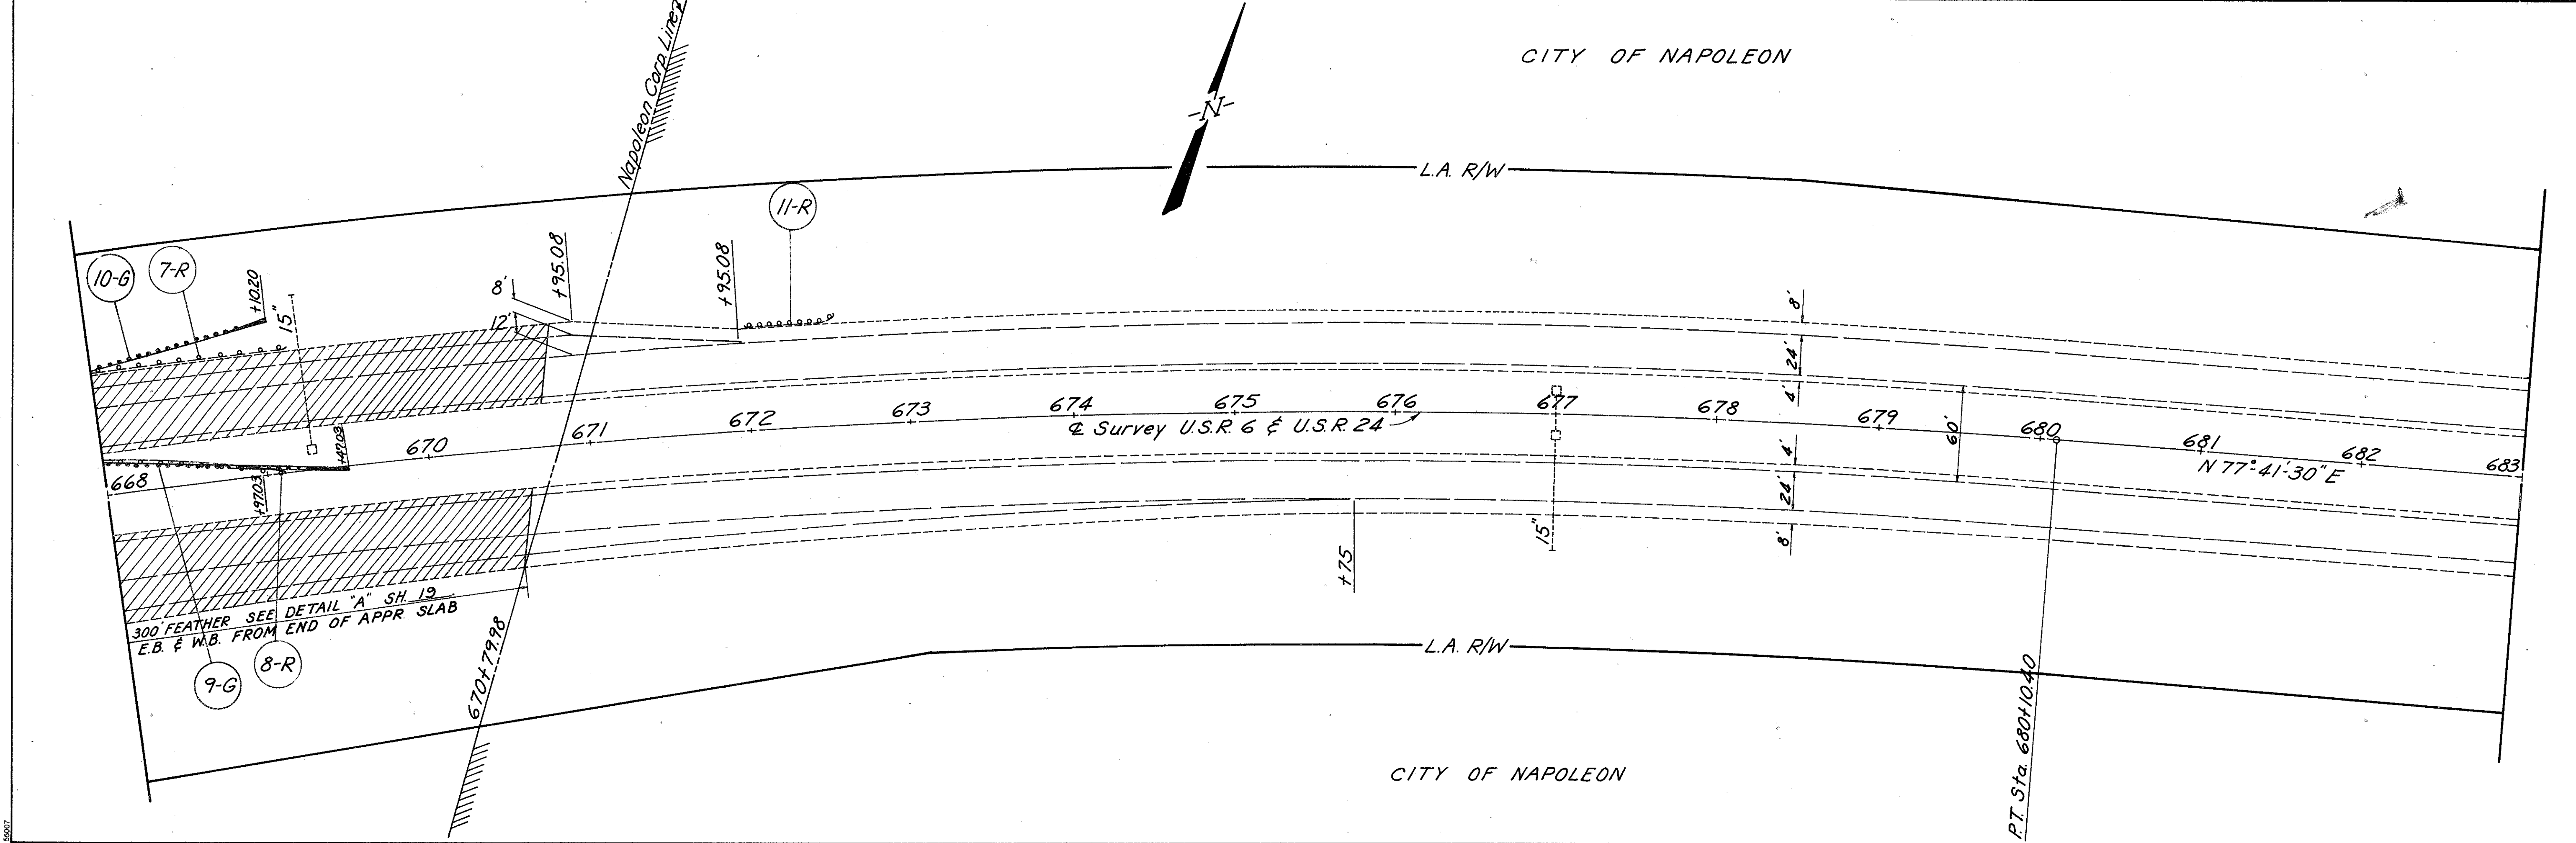 CITY OF NAPOLEON
Napoleon Corp. Line
-N-
L.A. R/W
11-R
10-G
7-R
+10.20
15"
8'
12'
+95.08
+95.08
8'
24'
4'
60'
4'
24'
8'
668
670
671
672
673
674
675
676
677
678
679
680
681
682
683
+47.03
+97.03
℄ Survey U.S.R. 6 & U.S.R. 24
N 77°-41'-30" E
15"
+75
300' FEATHER SEE DETAIL "A" SH. 19
E.B. & W.B. FROM END OF APPR. SLAB
9-G
8-R
670+79.98
L.A. R/W
P.T. Sta. 680+10.40
CITY OF NAPOLEON
55007